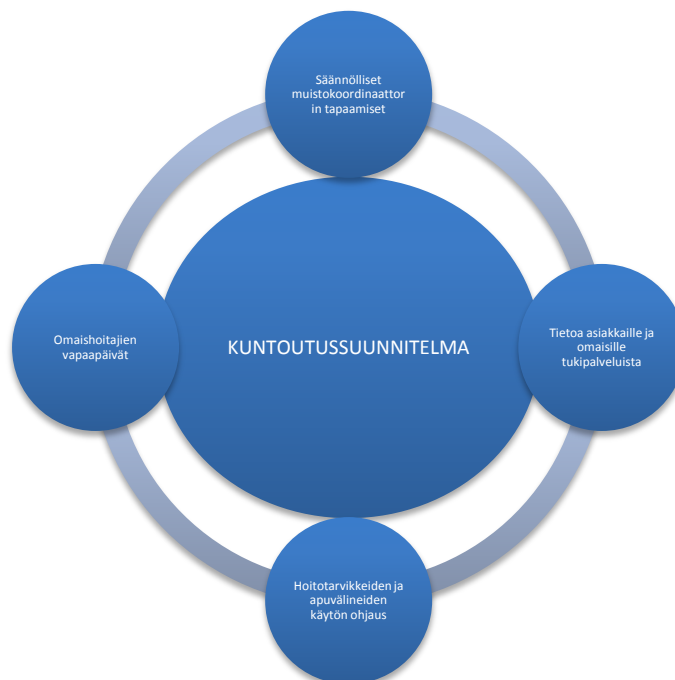 Säännölliset
muistokoordinaattor
in tapaamiset
Omaishoitajien
vapaapäivät
KUNTOUTUSSUUNNITELMA
Tietoa asiakkaille ja
omaisille
tukipalveluista
Hoitotarvikkeiden ja
apuvälineiden
käytön ohjaus